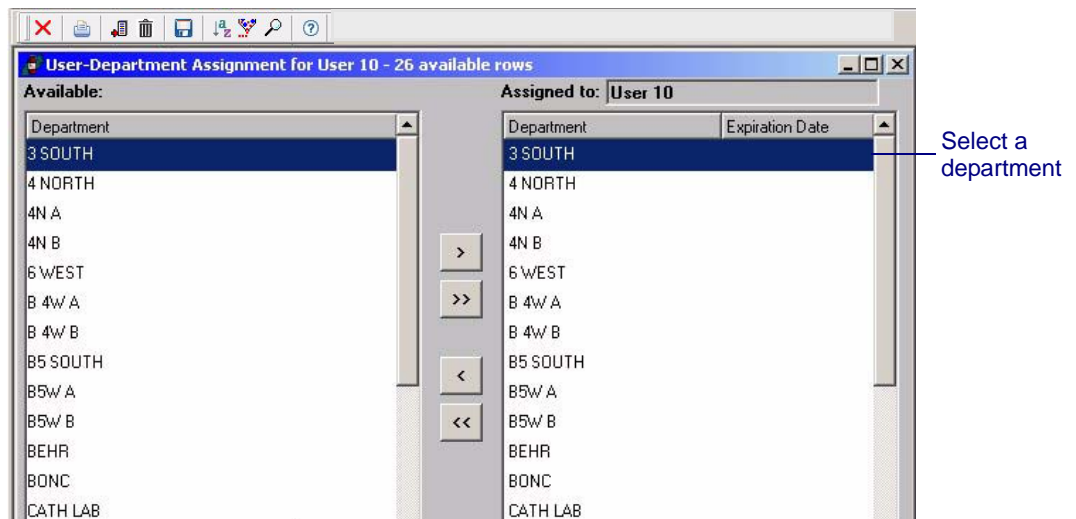 User-Department Assignment for User 10 - 26 available rows
Available:
Assigned to: User 10
Department
Department Expiration Date
3 SOUTH
3 SOUTH
Select a
department
4 NORTH
4 NORTH
4N A
4N A
4N B
4N B
>
6 WEST
6 WEST
>>
B 4W A
B 4W A
B 4W B
B 4W B
B5 SOUTH
B5 SOUTH
<
B5W A
B5W A
B5W B
<<
B5W B
BEHR
BEHR
BONC
BONC
CATH LAB
CATH LAB